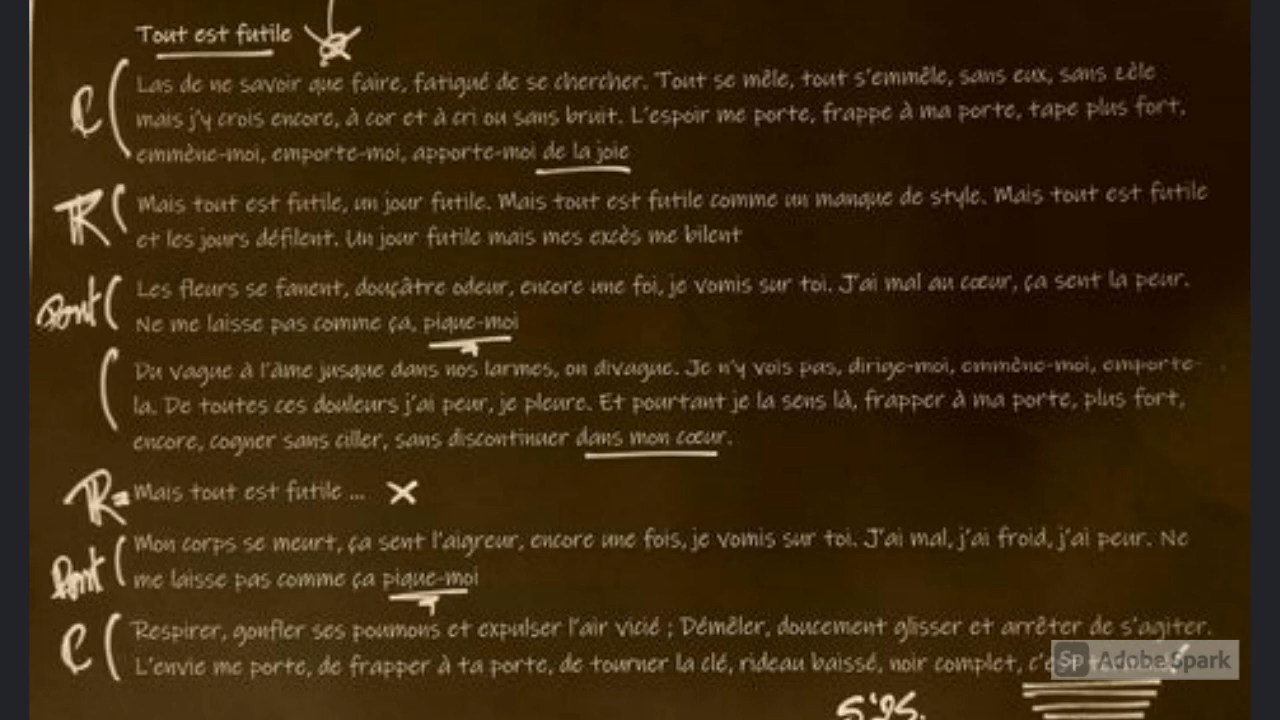 Tout est futile
C Las de ne savoir que faire, fatigué de se chercher. Tout se mêle, tout s'emmêle, sans eux, sans zèle
mais j'y crois encore, à cor et à cri ou sans bruit. L'espoir me porte, frappe à ma porte, tape plus fort,
emmène-moi, emporte-moi, apporte-moi de la joie
R Mais tout est futile, un jour futile. Mais tout est futile comme un manque de style. Mais tout est futile
et les jours défilent. Un jour futile mais mes excès me bilent
Pont Les fleurs se fanent, douçâtre odeur, encore une foi, je vomis sur toi. J'ai mal au cœur, ça sent la peur.
Ne me laisse pas comme ça, pique-moi
Du vague à l'âme jusque dans nos larmes, on divague. Je n'y vois pas, dirige-moi, emmène-moi, emporte-
la. De toutes ces douleurs j'ai peur, je pleure. Et pourtant je la sens là, frapper à ma porte, plus fort,
encore, cogner sans ciller, sans discontinuer dans mon cœur.
R = Mais tout est futile ... x
Pont Mon corps se meurt, ça sent l'aigreur, encore une fois, je vomis sur toi. J'ai mal, j'ai froid, j'ai peur. Ne
me laisse pas comme ça pique-moi
C Respirer, gonfler ses poumons et expulser l'air vicié ; Démêler, doucement glisser et arrêter de s'agiter.
L'envie me porte, de frapper à ta porte, de tourner la clé, rideau baissé, noir complet,
Sp Adobe Spark